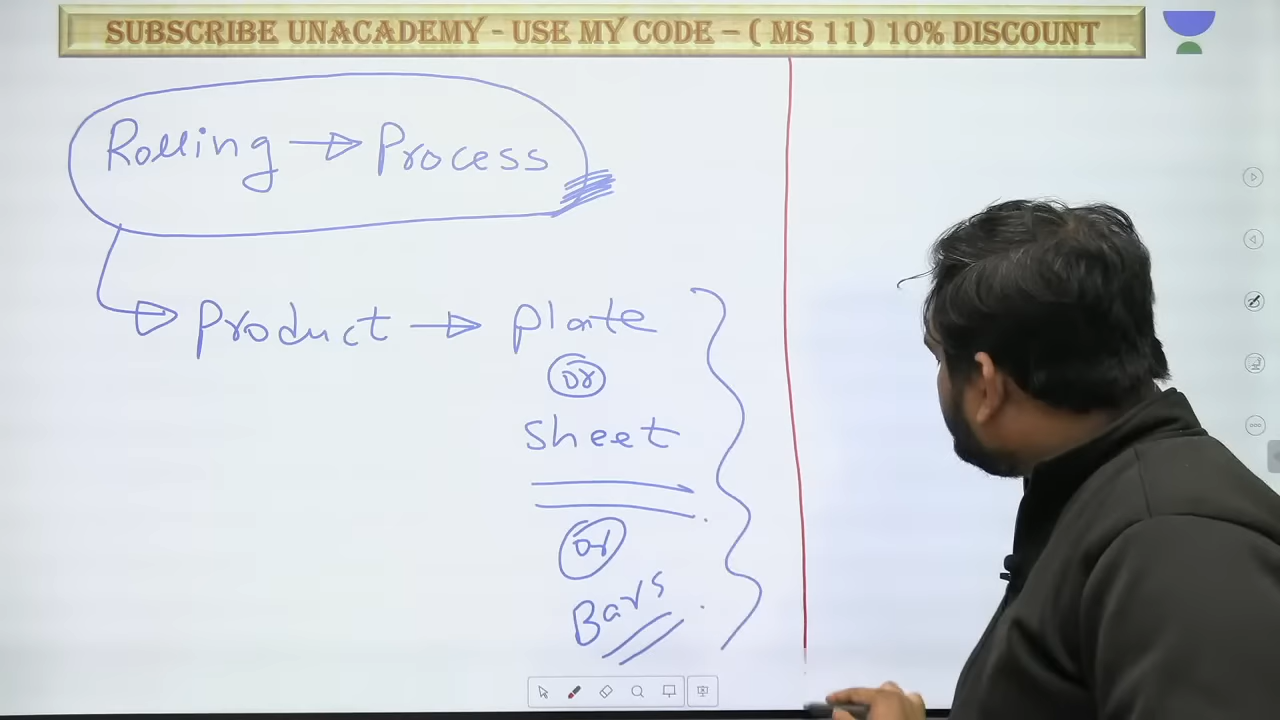 SUBSCRIBE UNACADEMY - USE MY CODE – ( MS 11) 10% DISCOUNT
Rolling → Process
Product → Plate
or
Sheet
or
Bars